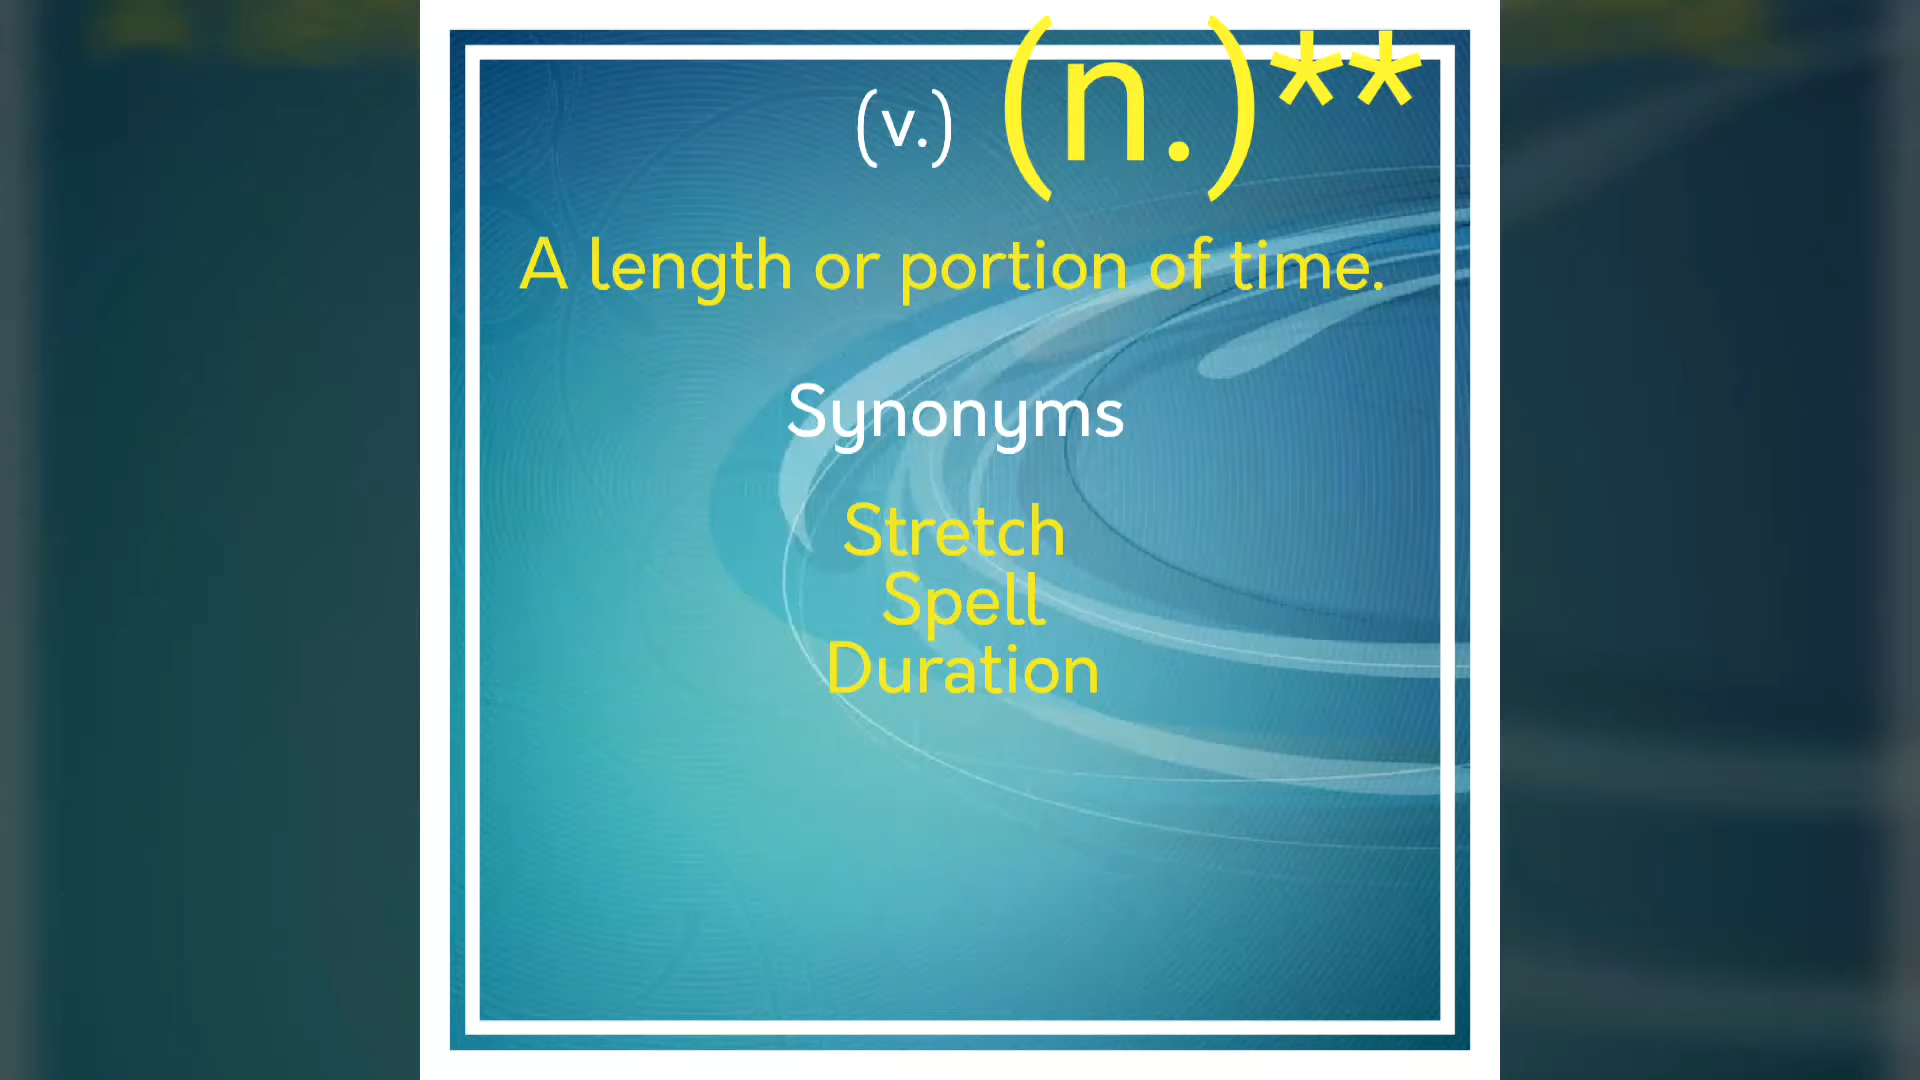 (v.) (n.)**
A length or portion of time.
Synonyms
Stretch
Spell
Duration